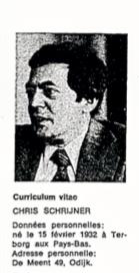 Curriculum vitae
CHRIS SCHRIJNER
Données personnelles:
né le 15 février 1932 à Ter-
borg aux Pays-Bas.
Adresse personnelle:
De Meent 49, Odijk.